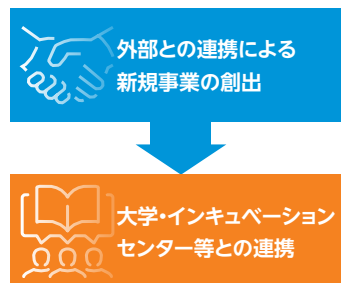 外部との連携による
新規事業の創出
大学・インキュベーション
センター等との連携